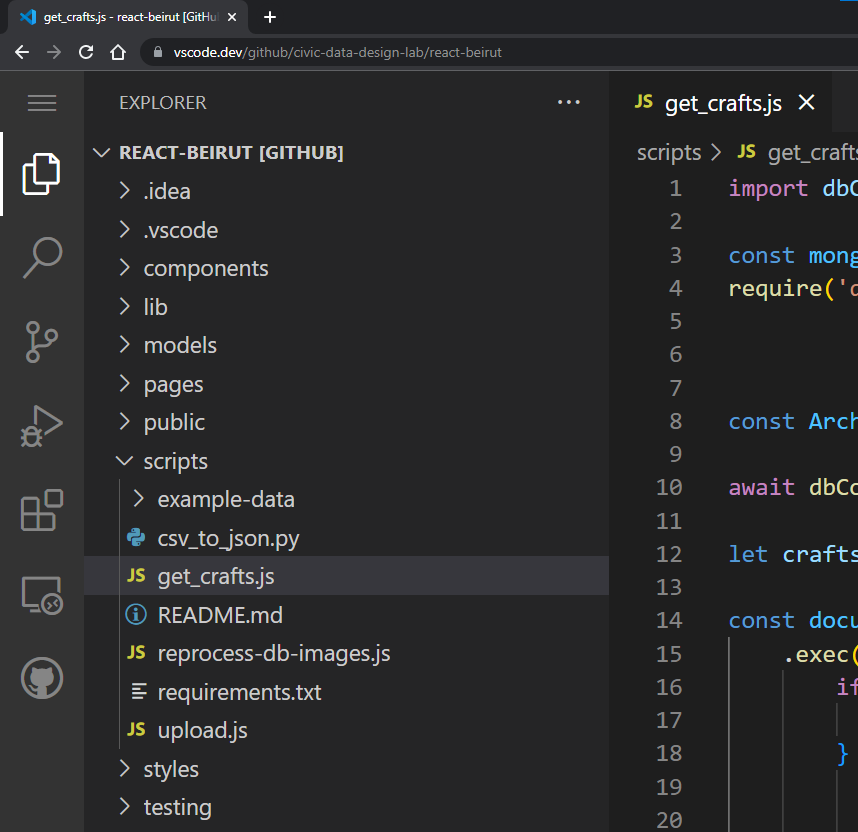 get_crafts.js - react-beirut [GitHu
vscode.dev/github/civic-data-design-lab/react-beirut
EXPLORER
REACT-BEIRUT [GITHUB]
.idea
.vscode
components
lib
models
pages
public
scripts
example-data
csv_to_json.py
JS get_crafts.js
README.md
JS reprocess-db-images.js
requirements.txt
JS upload.js
styles
testing
JS get_crafts.js
scripts > JS get_crafts
1 import dbC
2
3 const mong
4 require('d
5
6
7
8 const Arch
9
10 await dbCo
11
12 let crafts
13
14 const docu
15 .exec(
16 if
17
18 }
19
20